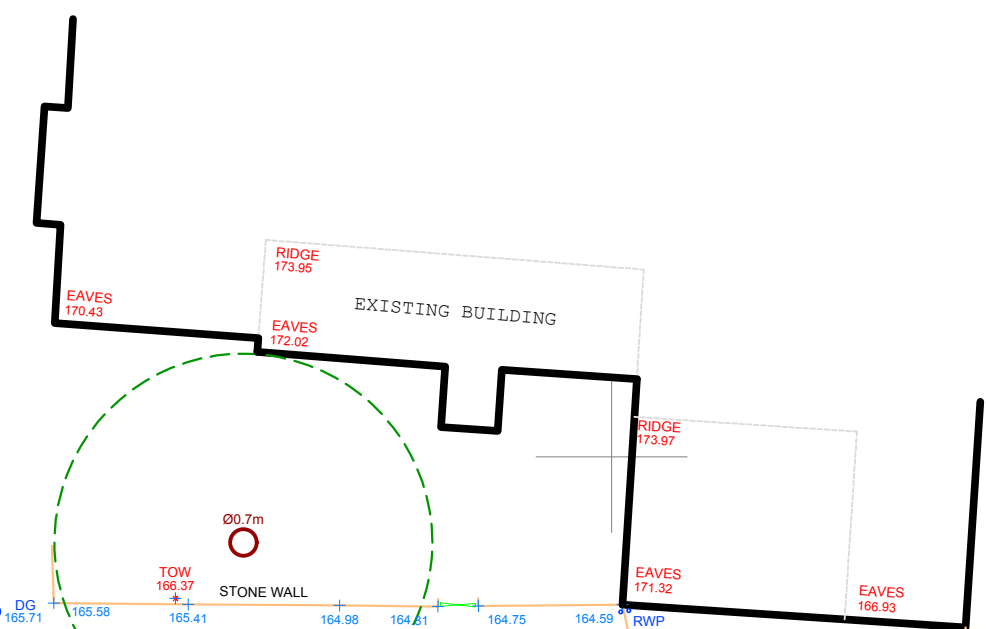 RIDGE
173.95
EXISTING BUILDING
EAVES
170.43
EAVES
172.02
RIDGE
173.97
Ø0.7m
TOW
166.37
STONE WALL
EAVES
171.32
EAVES
166.93
DG
165.71
165.58
165.41
164.98
164.81
164.75
164.59
RWP